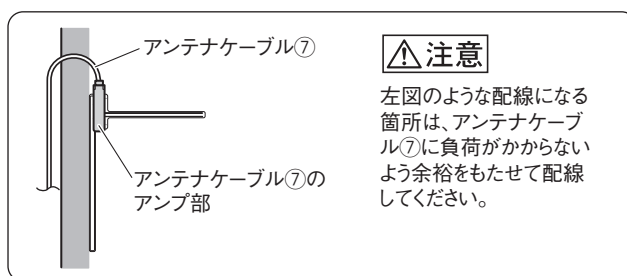 アンテナケーブル⑦
アンテナケーブル⑦の
アンプ部
注意
左図のような配線になる
箇所は、アンテナケーブ
ル⑦に負荷がかからない
よう余裕をもたせて配線
してください。